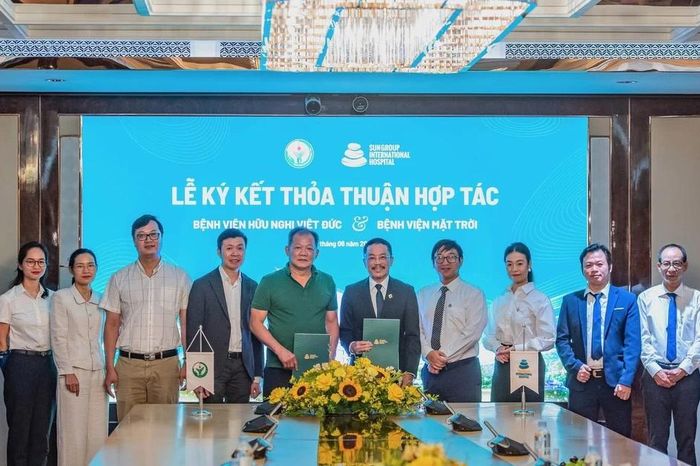 SUNGROUP
INTERNATIONAL
HOSPITAL
LỄ KÝ KẾT THỎA THUẬN HỢP TÁC
BỆNH VIỆN HỮU NGHỊ VIỆT ĐỨC & BỆNH VIỆN MẶT TRỜI
tháng 06 năm